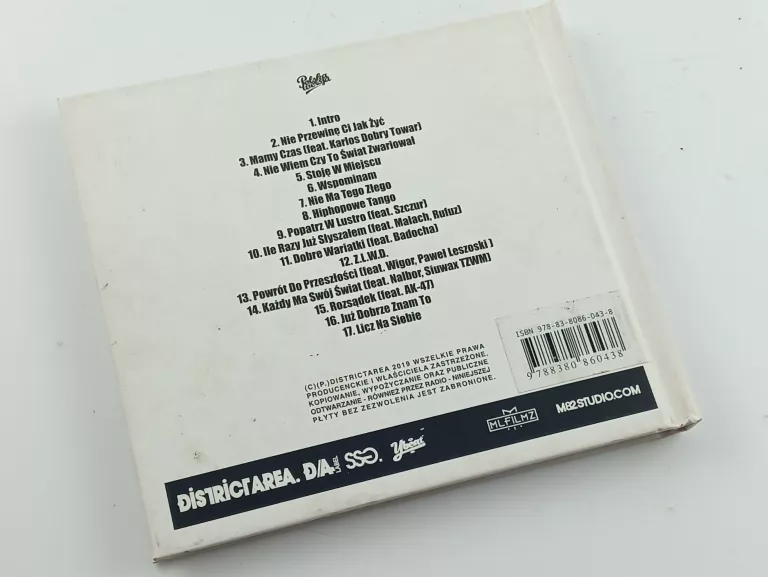 1. Intro
2. Nie Przewinę Ci Jak Żyć
3. Mamy Czas (feat. Karlos Dobry Towar)
4. Nie Wiem Czy To Świat Zwariował
5. Stoję W Miejscu
6. Wspominam
7. Nie Ma Tego Złego
8. Hiphopowe Tango
9. Popatrz W Lustro (feat. Szczur)
10. Ile Razy Już Słyszałem (feat. Małach, Rufuz)
11. Dobre Wariatki (feat. Badocha)
12. Z.L.W.D.
13. Powrót Do Przeszłości (feat. Wigor, Paweł Leszoski )
14. Każdy Ma Swój Świat (feat. Nalbor, Siuwax TZWM)
15. Rozsądek (feat. AK-47)
16. Już Dobrze Znam To
17. Licz Na Siebie
ISBN 978-83-8086-043-8
9 788380 860438
(C)(P.)DISTRICTAREA 2019 WSZELKIE PRAWA
PRODUCENCKIE I WŁAŚCICIELA ZASTRZEŻONE.
KOPIOWANIE, WYPOŻYCZANIE ORAZ PUBLICZNE
ODTWARZANIE - RÓWNIEŻ PRZEZ RADIO - NINIEJSZEJ
PŁYTY BEZ ZEZWOLENIA JEST ZABRONIONE.
DISTRICTAREA. D/A LABEL SSG. Ybeat MLFILMZ M82STUDIO.COM